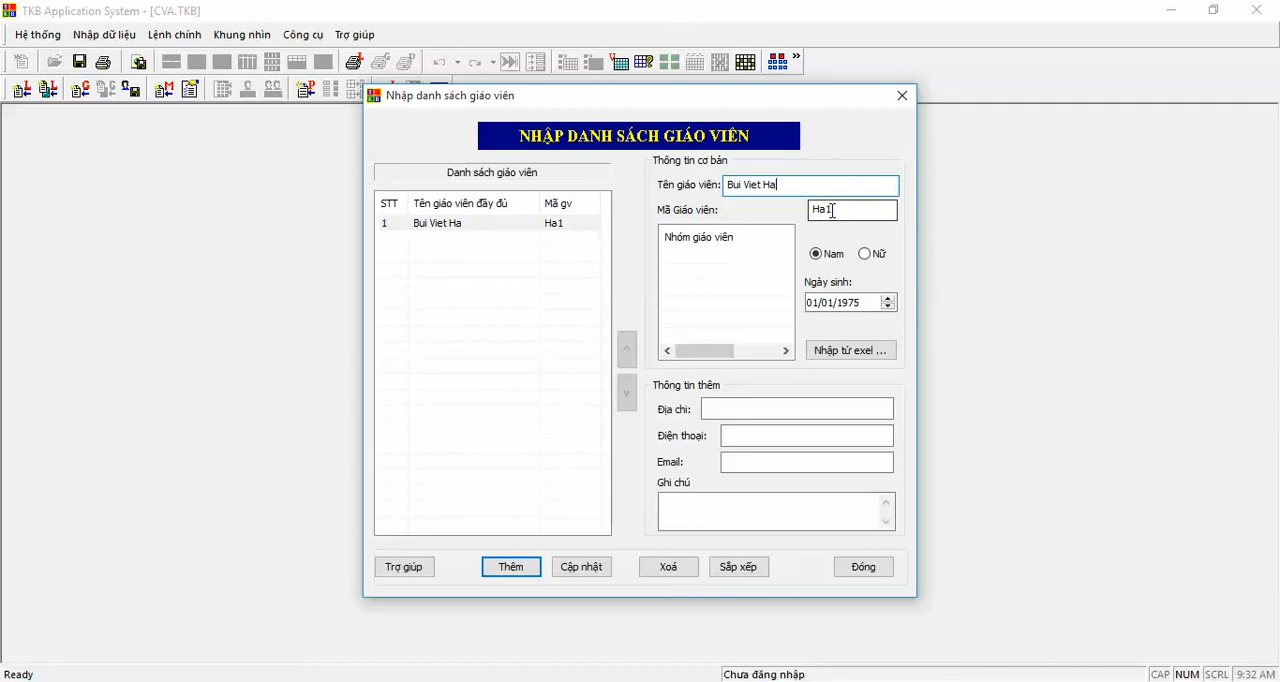 TKB Application System - [CVA.TKB]
Hệ thống Nhập dữ liệu Lệnh chính Khung nhìn Công cụ Trợ giúp
Nhập danh sách giáo viên
NHẬP DANH SÁCH GIÁO VIÊN
Danh sách giáo viên
STT Tên giáo viên đầy đủ Mã gv
1 Bui Viet Ha Ha1
Thông tin cơ bản
Tên giáo viên: Bui Viet Ha
Mã Giáo viên: Ha1
Nhóm giáo viên
Nam Nữ
Ngày sinh:
01/01/1975
Nhập từ exel ...
Thông tin thêm
Địa chỉ:
Điện thoại:
Email:
Ghi chú
Trợ giúp Thêm Cập nhật Xoá Sắp xếp Đóng
Ready Chưa đăng nhập CAP NUM SCRL 9:32 AM